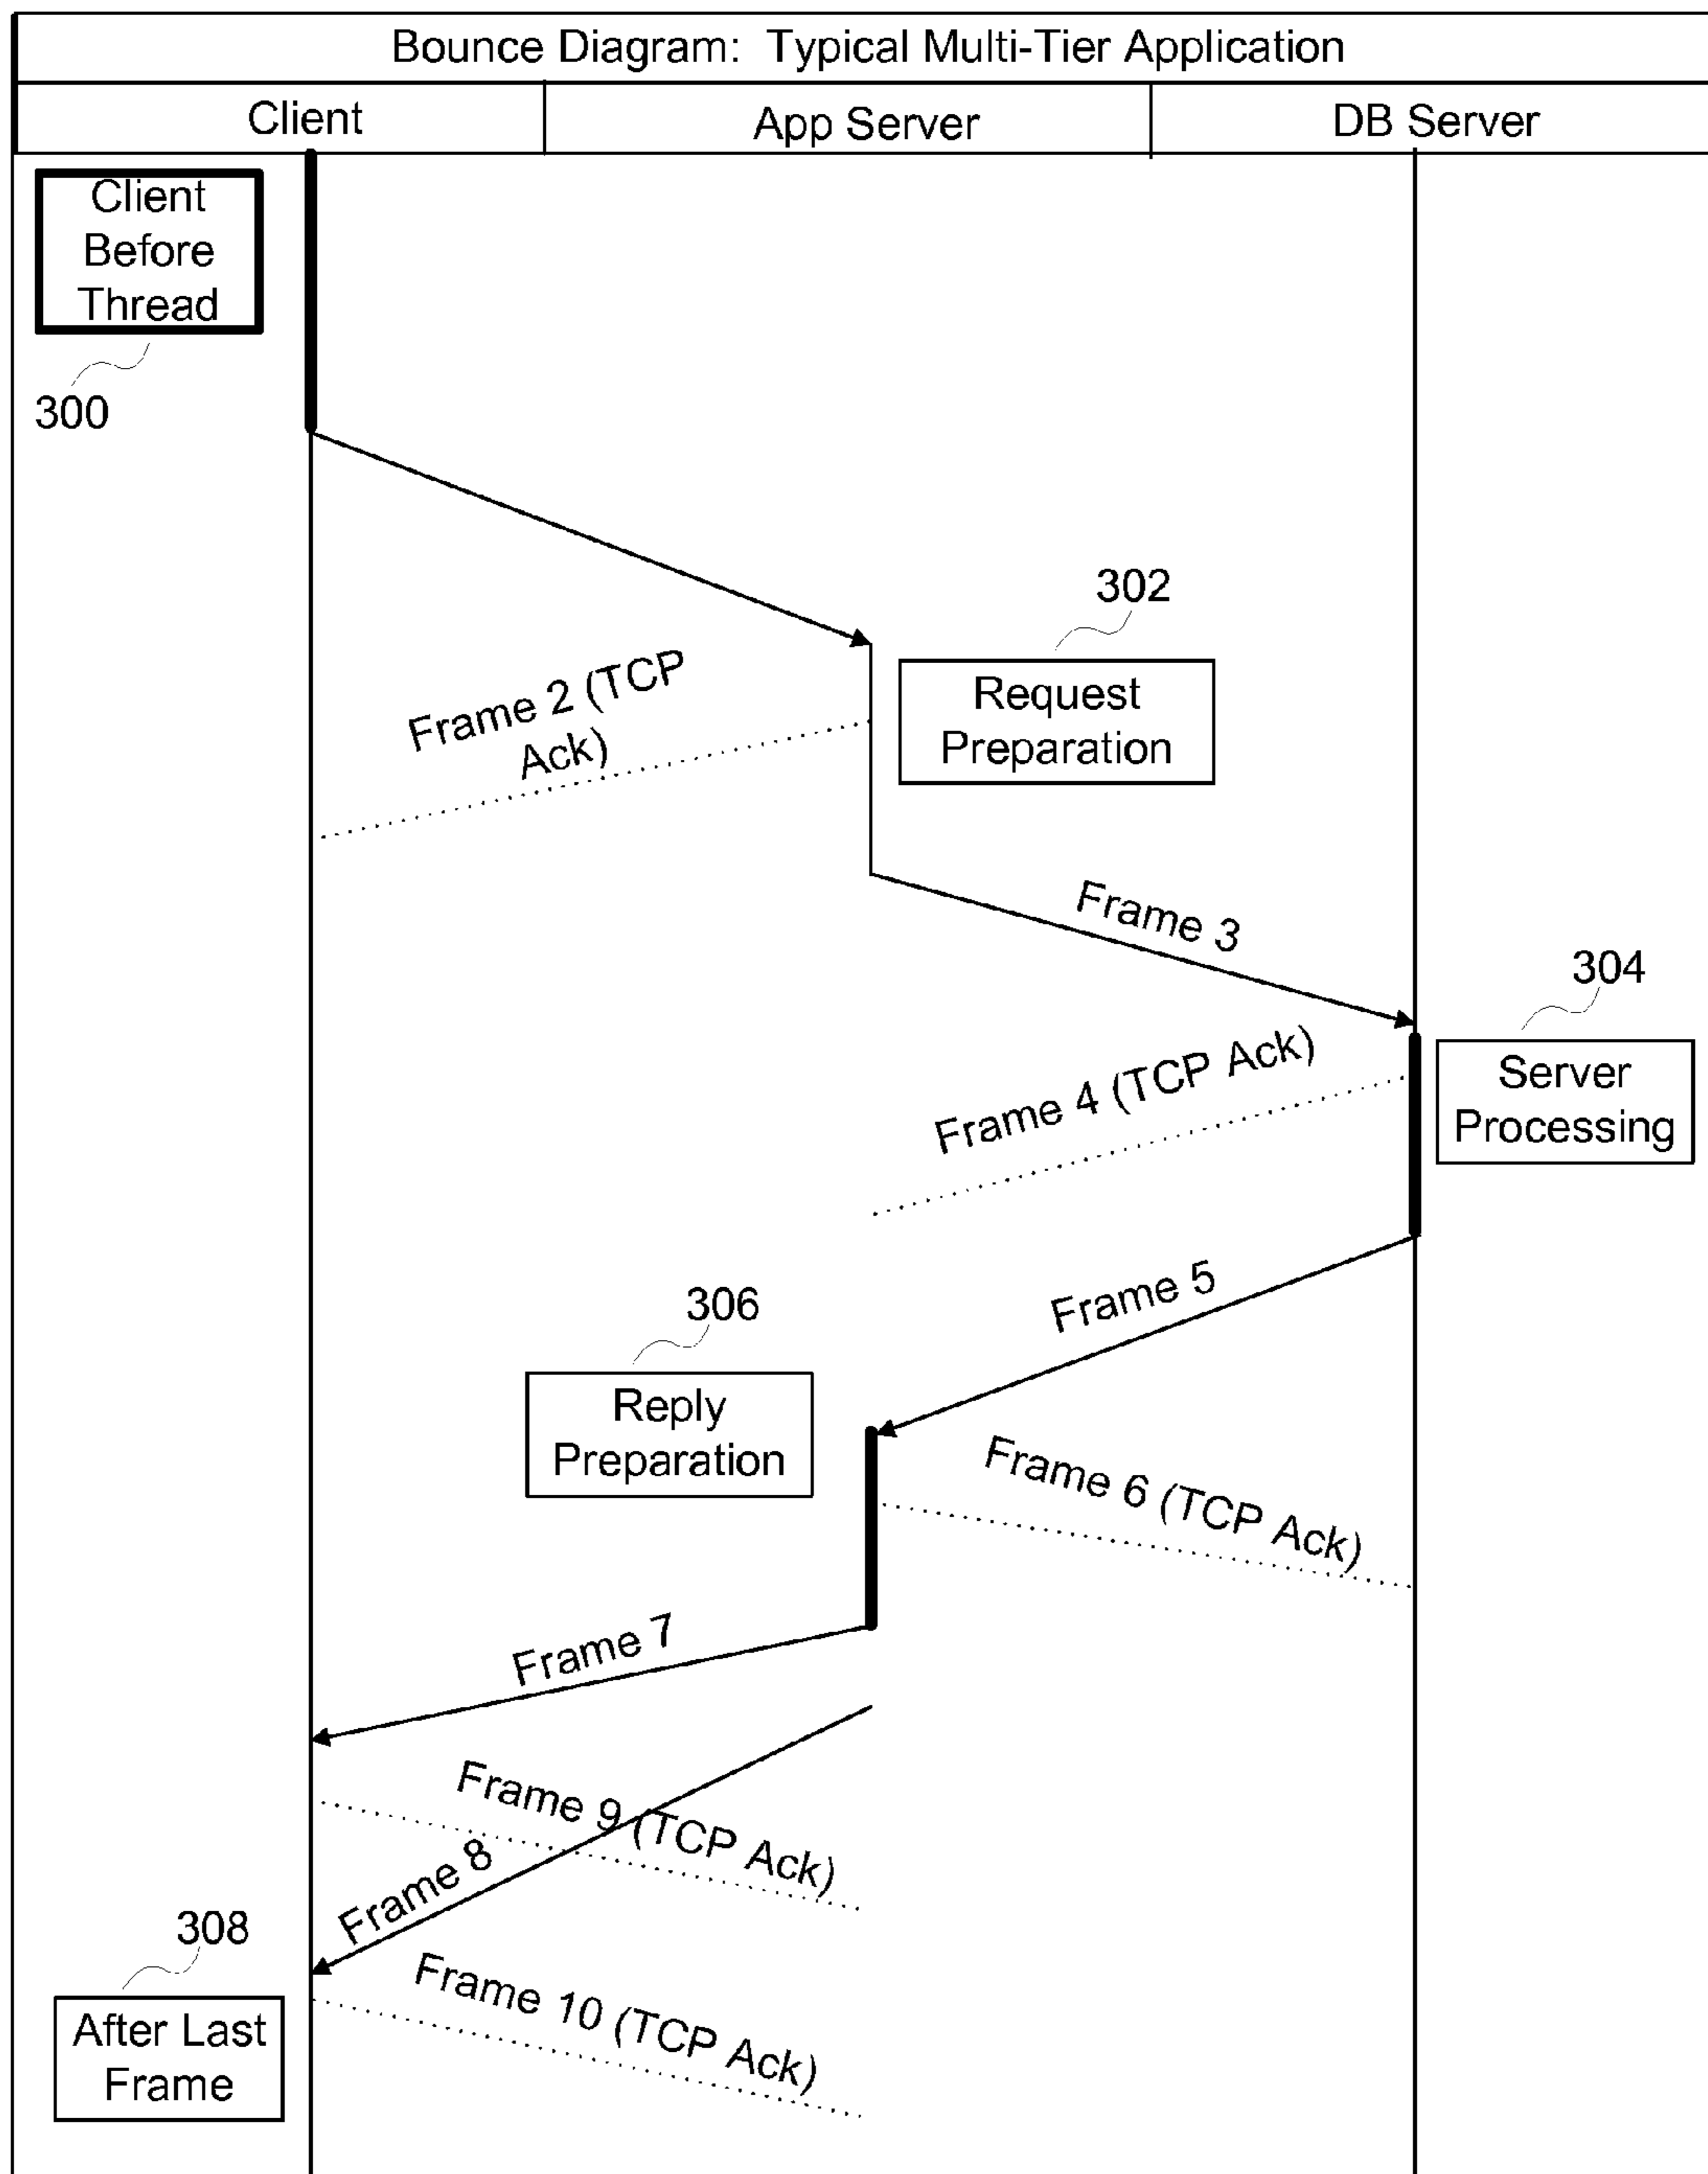 Bounce Diagram: Typical Multi-Tier Application
Client
App Server
DB Server
Client
Before
Thread
300
302
Request
Preparation
Frame 2 (TCP
Ack)
Frame 3
304
Server
Processing
Frame 4 (TCP Ack)
Frame 5
306
Reply
Preparation
Frame 6 (TCP Ack)
Frame 7
Frame 9 (TCP Ack)
Frame 8
308
After Last
Frame
Frame 10 (TCP Ack)